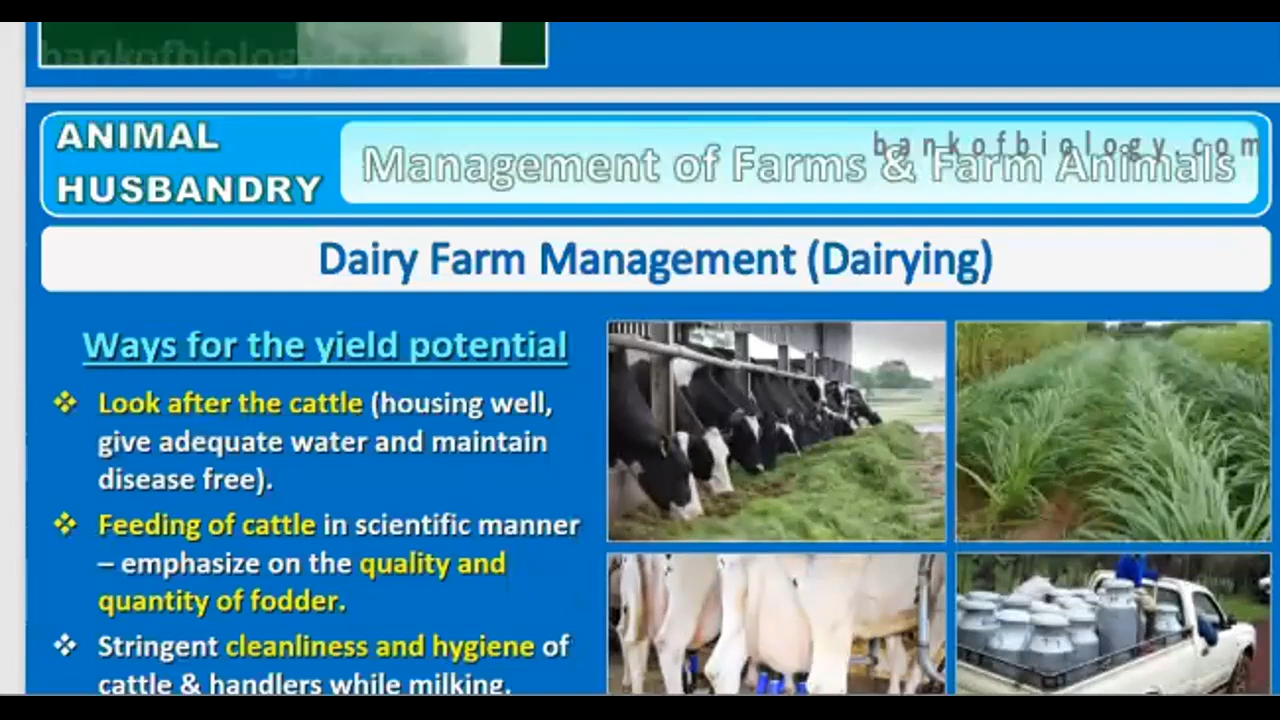 bankofbiology.com
ANIMAL
HUSBANDRY
bankofbiology.com
Management of Farms & Farm Animals
Dairy Farm Management (Dairying)
Ways for the yield potential
❖ Look after the cattle (housing well,
give adequate water and maintain
disease free).
❖ Feeding of cattle in scientific manner
– emphasize on the quality and
quantity of fodder.
❖ Stringent cleanliness and hygiene of
cattle & handlers while milking.